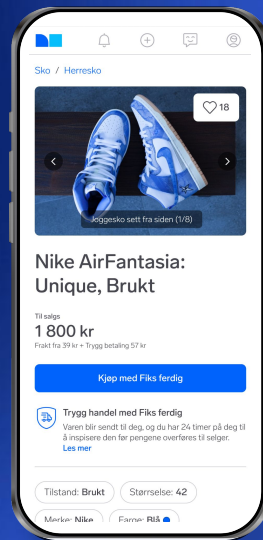 Sko / Herresko
18
Joggesko sett fra siden (1/8)
Nike AirFantasia:
Unique, Brukt
Til salgs
1 800 kr
Frakt fra 39 kr + Trygg betaling 57 kr
Kjøp med Fiks ferdig
Trygg handel med Fiks ferdig
Varen blir sendt til deg, og du har 24 timer på deg til
å inspisere den før pengene overføres til selger.
Les mer
Tilstand: Brukt
Størrelse: 42
Merke: Nike
Farge: Blå